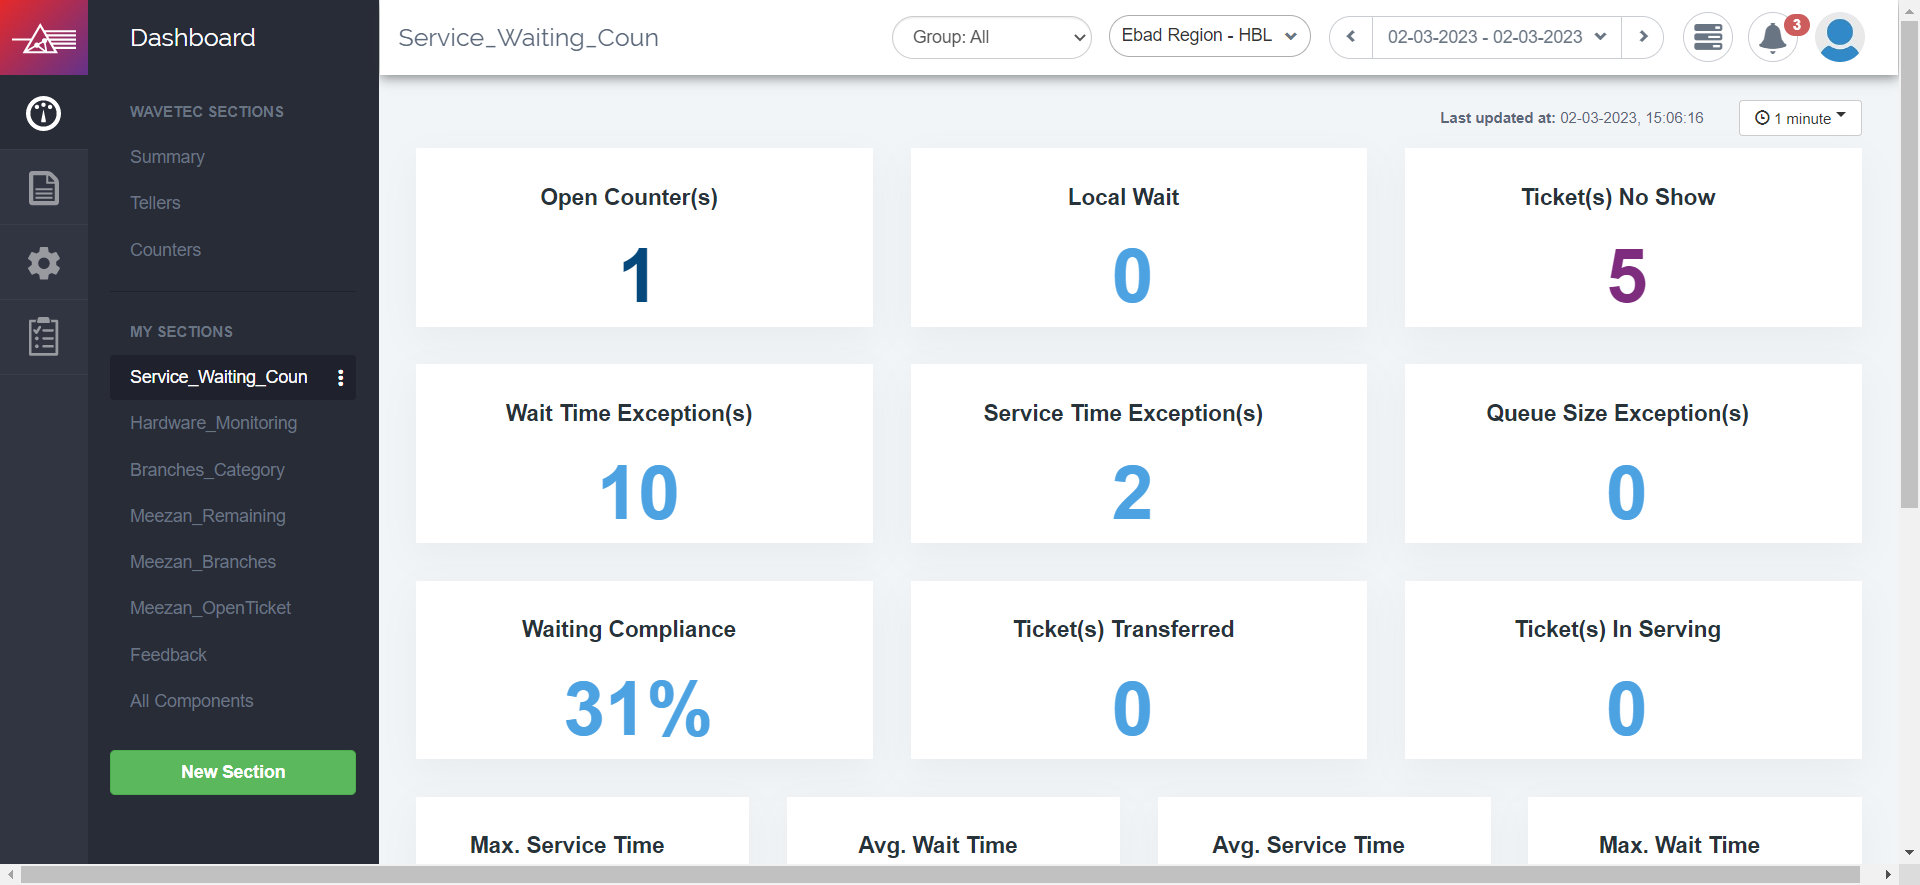 Dashboard
WAVETEC SECTIONS
Summary
Tellers
Counters
MY SECTIONS
Service_Waiting_Coun
Hardware_Monitoring
Branches_Category
Meezan_Remaining
Meezan_Branches
Meezan_OpenTicket
Feedback
All Components
New Section
Service_Waiting_Coun
Group: All
Ebad Region - HBL
02-03-2023 - 02-03-2023
3
Last updated at: 02-03-2023, 15:06:16
1 minute
Open Counter(s)
1
Local Wait
0
Ticket(s) No Show
5
Wait Time Exception(s)
10
Service Time Exception(s)
2
Queue Size Exception(s)
0
Waiting Compliance
31%
Ticket(s) Transferred
0
Ticket(s) In Serving
0
Max. Service Time
Avg. Wait Time
Avg. Service Time
Max. Wait Time